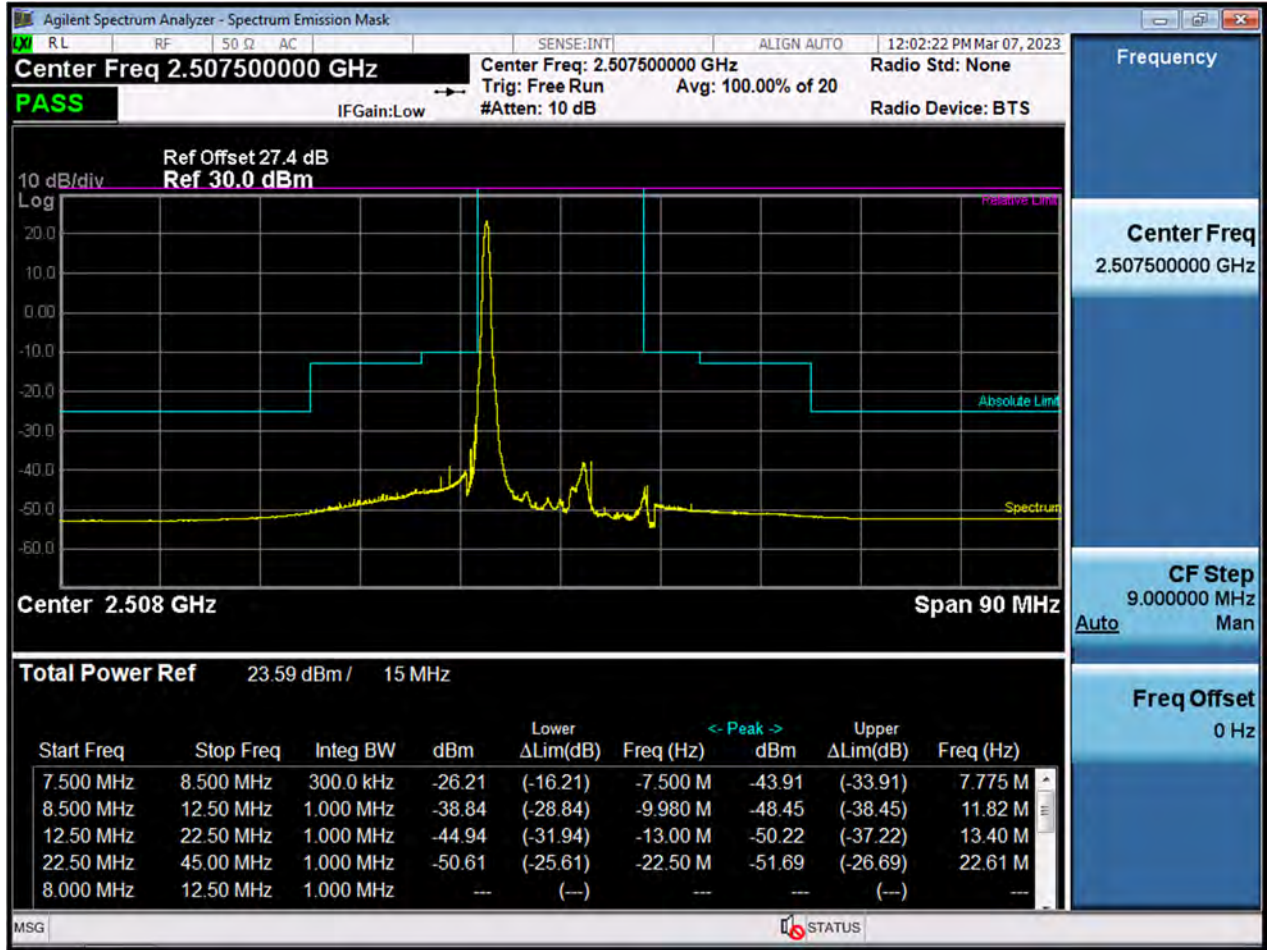 Agilent Spectrum Analyzer - Spectrum Emission Mask
LXI RL RF 50 Ω AC SENSE:INT ALIGN AUTO 12:02:22 PM Mar 07, 2023
Center Freq 2.507500000 GHz
Center Freq: 2.507500000 GHz Radio Std: None
Trig: Free Run Avg: 100.00% of 20
PASS
IFGain:Low #Atten: 10 dB Radio Device: BTS
Ref Offset 27.4 dB
10 dB/div Ref 30.0 dBm
Log
Relative Limit
20.0
10.0
0.00
-10.0
-20.0
Absolute Limit
-30.0
-40.0
-50.0
Spectrum
-60.0
Center 2.508 GHz Span 90 MHz
Total Power Ref 23.59 dBm / 15 MHz
Lower <- Peak -> Upper
Start Freq Stop Freq Integ BW dBm ΔLim(dB) Freq (Hz) dBm ΔLim(dB) Freq (Hz)
7.500 MHz 8.500 MHz 300.0 kHz -26.21 (-16.21) -7.500 M -43.91 (-33.91) 7.775 M
8.500 MHz 12.50 MHz 1.000 MHz -38.84 (-28.84) -9.980 M -48.45 (-38.45) 11.82 M
12.50 MHz 22.50 MHz 1.000 MHz -44.94 (-31.94) -13.00 M -50.22 (-37.22) 13.40 M
22.50 MHz 45.00 MHz 1.000 MHz -50.61 (-25.61) -22.50 M -51.69 (-26.69) 22.61 M
8.000 MHz 12.50 MHz 1.000 MHz --- (---) --- --- (---) ---
MSG STATUS
Frequency
Center Freq
2.507500000 GHz
CF Step
9.000000 MHz
Auto Man
Freq Offset
0 Hz